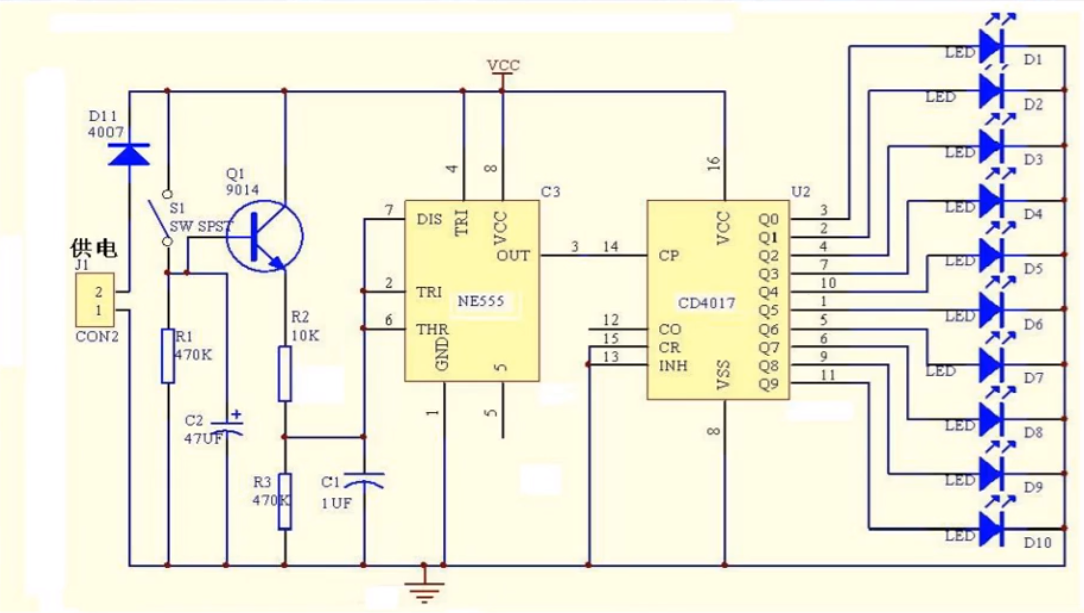 VCC
D11
4007
S1
SW SPST
Q1
9014
供电
J1
2
1
CON2
R1
470K
C2
+
47UF
R2
10K
R3
470K
C1
1UF
C3
4
8
7
DIS
TRI
VCC
OUT
3
2
TRI
NE555
6
THR
GND
5
1
5
U2
16
14
CP
VCC
CD4017
12
CO
15
CR
13
INH
VSS
8
Q0
3
Q1
2
Q2
4
Q3
7
Q4
10
Q5
1
Q6
5
Q7
6
Q8
9
Q9
11
LED
D1
LED
D2
LED
D3
LED
D4
LED
D5
LED
D6
LED
D7
LED
D8
LED
D9
LED
D10